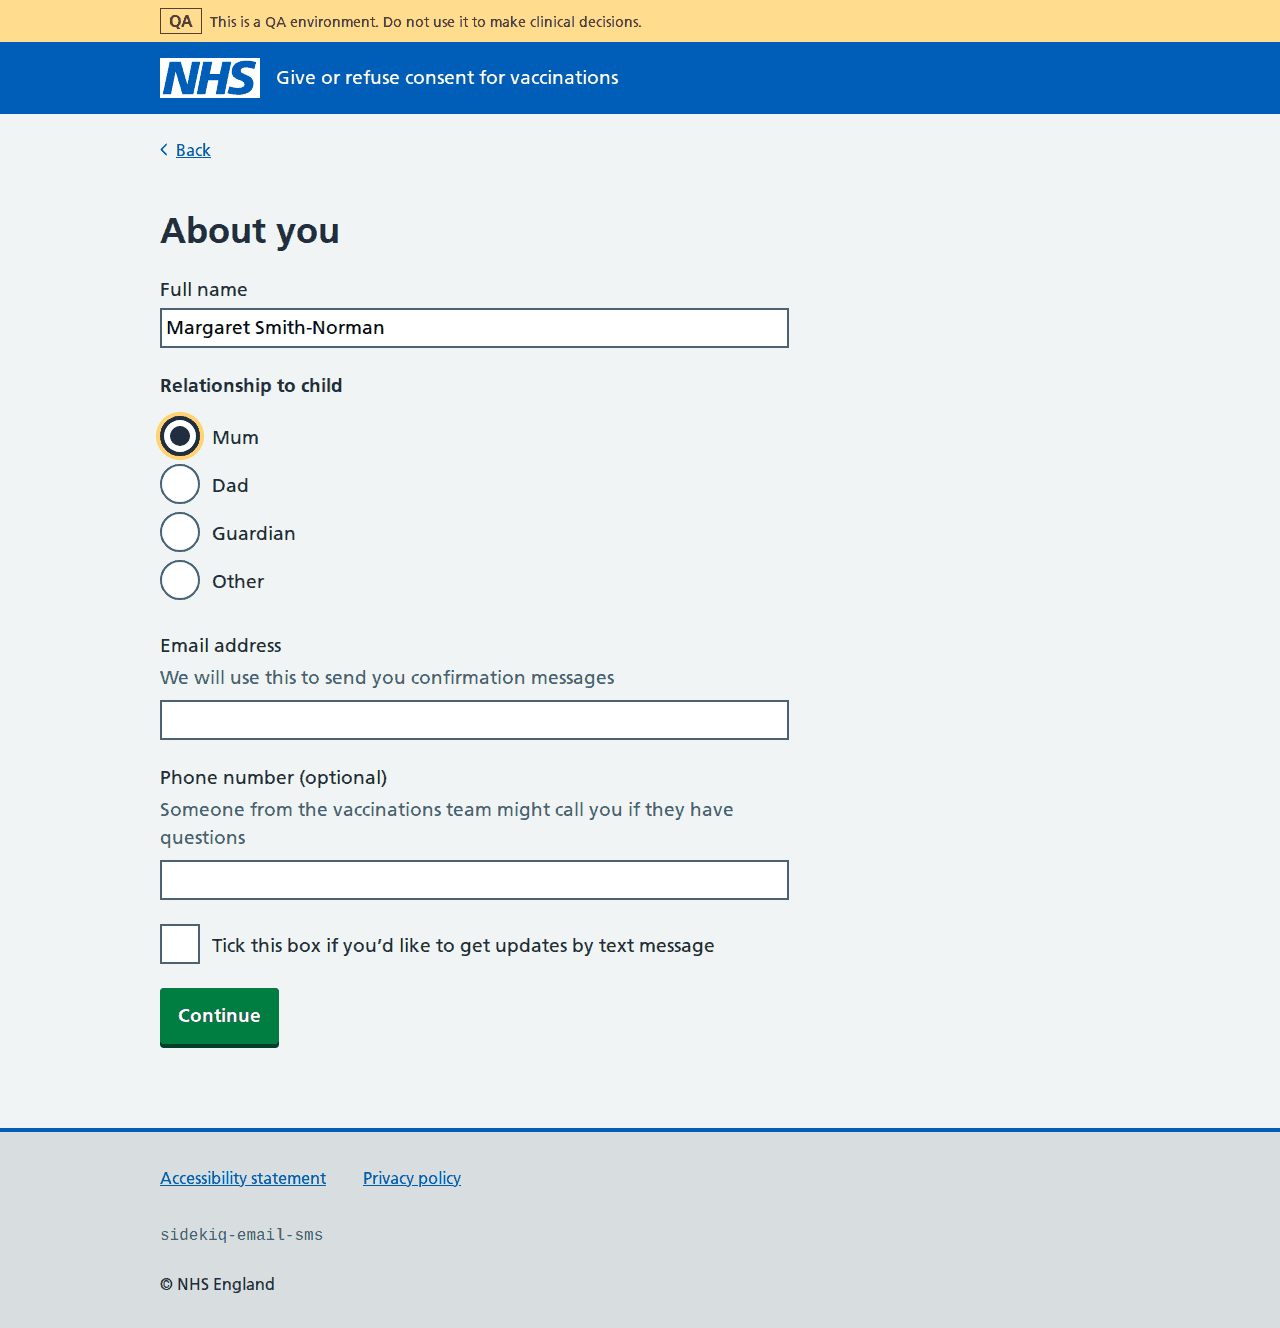 QA This is a QA environment. Do not use it to make clinical decisions.
NHS Give or refuse consent for vaccinations
Back
About you
Full name
Margaret Smith-Norman
Relationship to child
Mum
Dad
Guardian
Other
Email address
We will use this to send you confirmation messages
Phone number (optional)
Someone from the vaccinations team might call you if they have
questions
Tick this box if you’d like to get updates by text message
Continue
Accessibility statement Privacy policy
sidekiq-email-sms
© NHS England